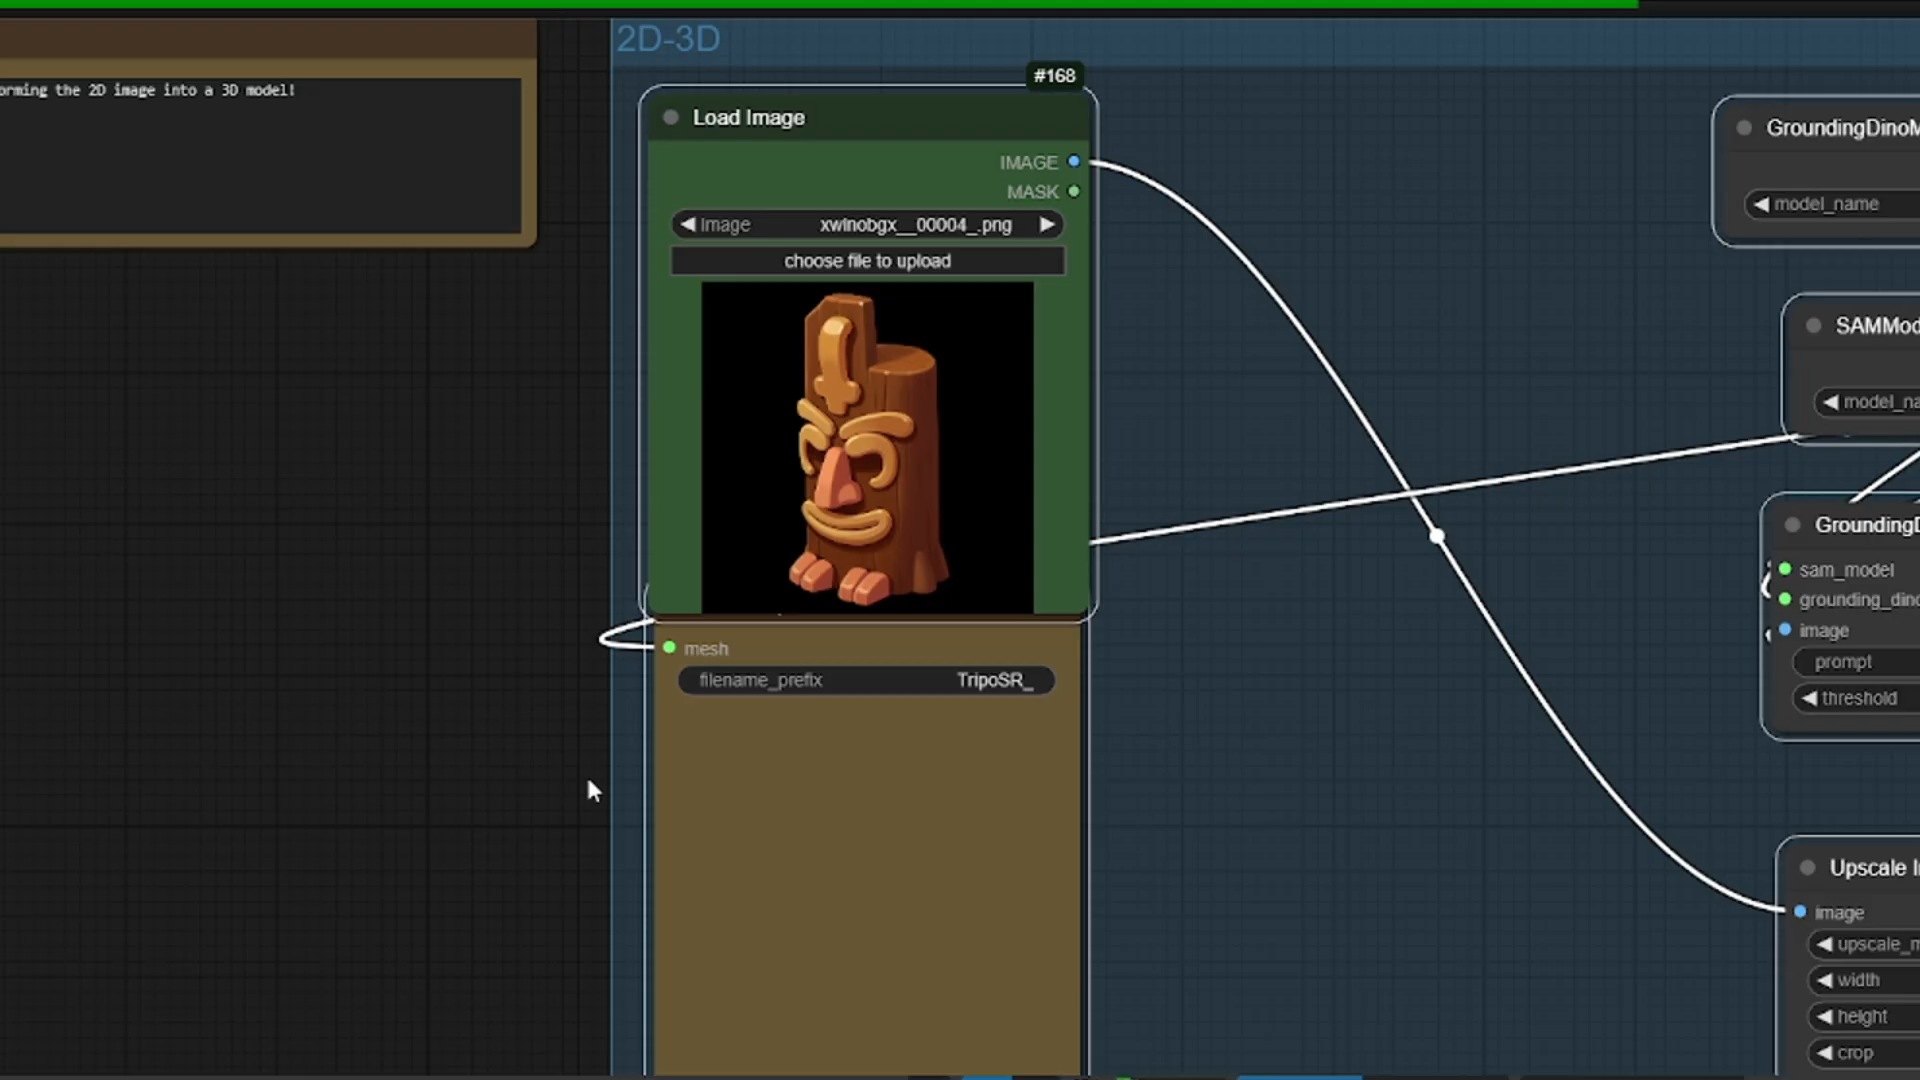 2D-3D
orming the 2D image into a 3D model!
#168
Load Image
IMAGE
MASK
image xwinobgx__00004_.png
choose file to upload
mesh
filename_prefix TripoSR_
GroundingDinoM
model_name
SAMMod
model_na
GroundingD
sam_model
grounding_dino
image
prompt
threshold
Upscale I
image
upscale_m
width
height
crop